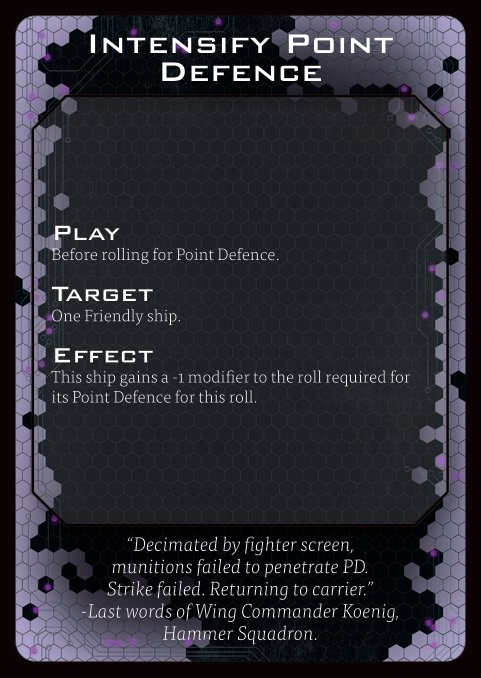 Intensify Point
Defence
Play
Before rolling for Point Defence.
Target
One Friendly ship.
Effect
This ship gains a -1 modifier to the roll required for
its Point Defence for this roll.
“Decimated by fighter screen,
munitions failed to penetrate PD.
Strike failed. Returning to carrier.”
-Last words of Wing Commander Koenig,
Hammer Squadron.